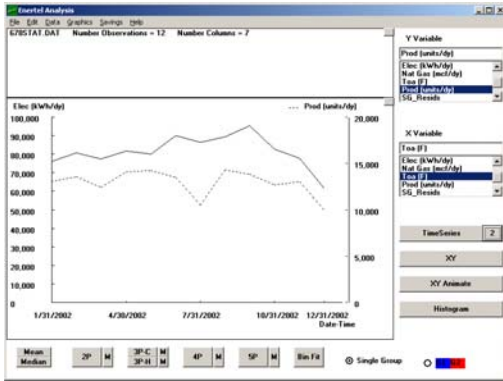 Enertel Analysis
File Edit Data Graphics Savings Help
678STAT.DAT Number Observations = 12 Number Columns = 7
Elec (kWh/dy)
Prod (units/dy)
100,000
90,000
80,000
70,000
60,000
50,000
40,000
30,000
20,000
10,000
0
20,000
15,000
10,000
5,000
0
1/31/2002 4/30/2002 7/31/2002 10/31/2002 12/31/2002
Date-Time
Y Variable
Prod (units/dy)
Elec (kWh/dy)
Nat Gas (mcf/dy)
Toa (F)
Prod (units/dy)
SG_Resids
X Variable
Toa (F)
Elec (kWh/dy)
Nat Gas (mcf/dy)
Toa (F)
Prod (units/dy)
SG_Resids
TimeSeries 2
XY
XY Animate
Histogram
Mean
Median
2P M
3P-C M
3P-H M
4P M
5P M
Bin Fit
Single Group